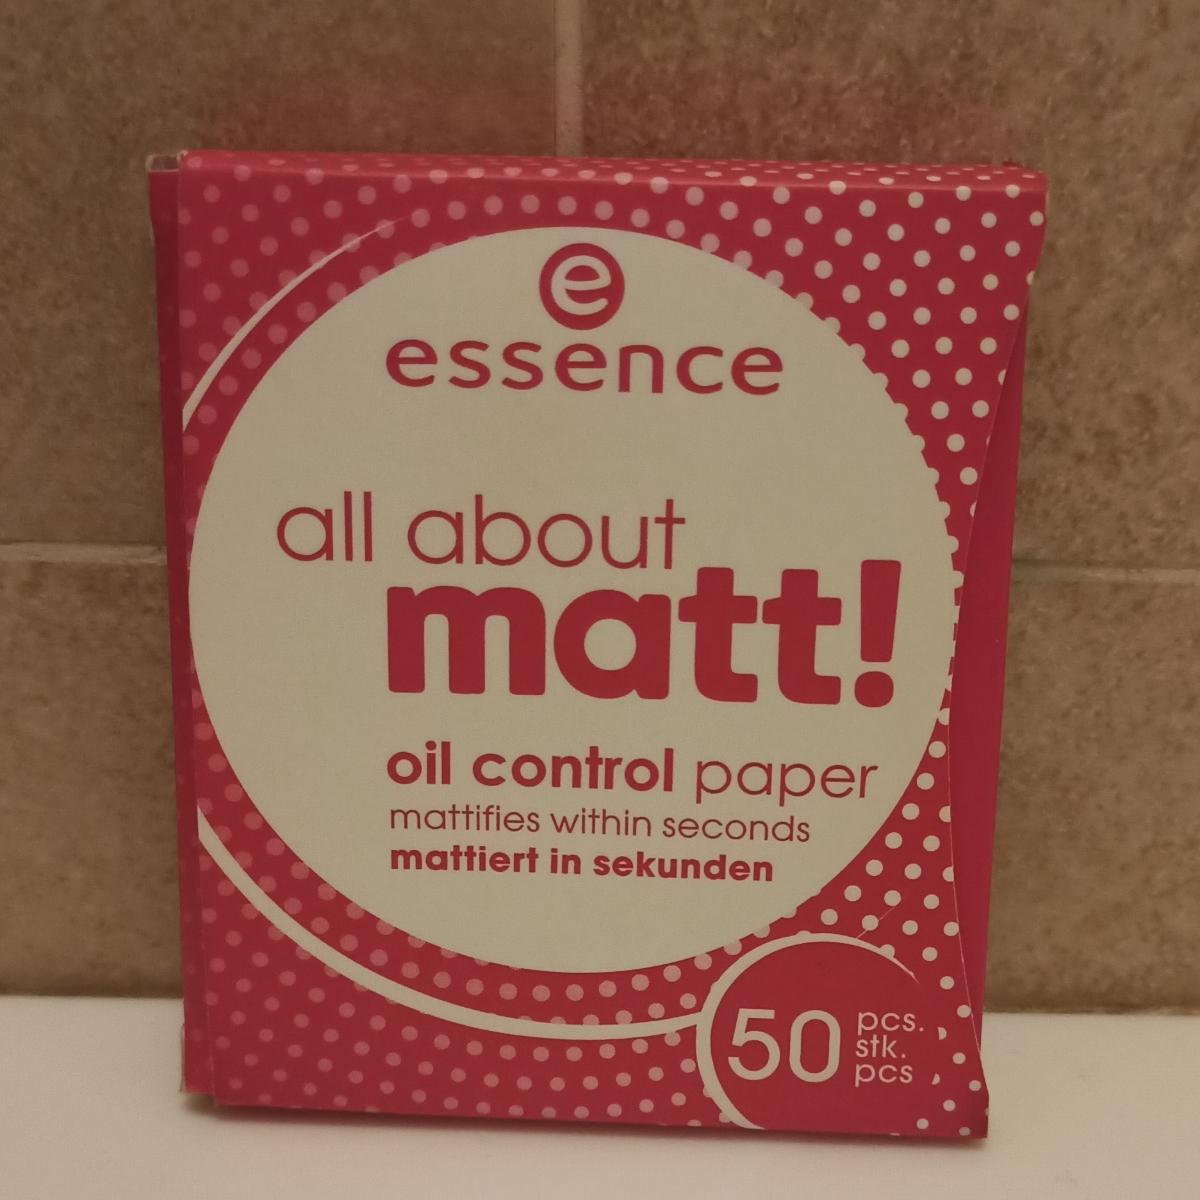 e
essence
all about
matt!
oil control paper
mattifies within seconds
mattiert in sekunden
50 pcs.
stk.
pcs